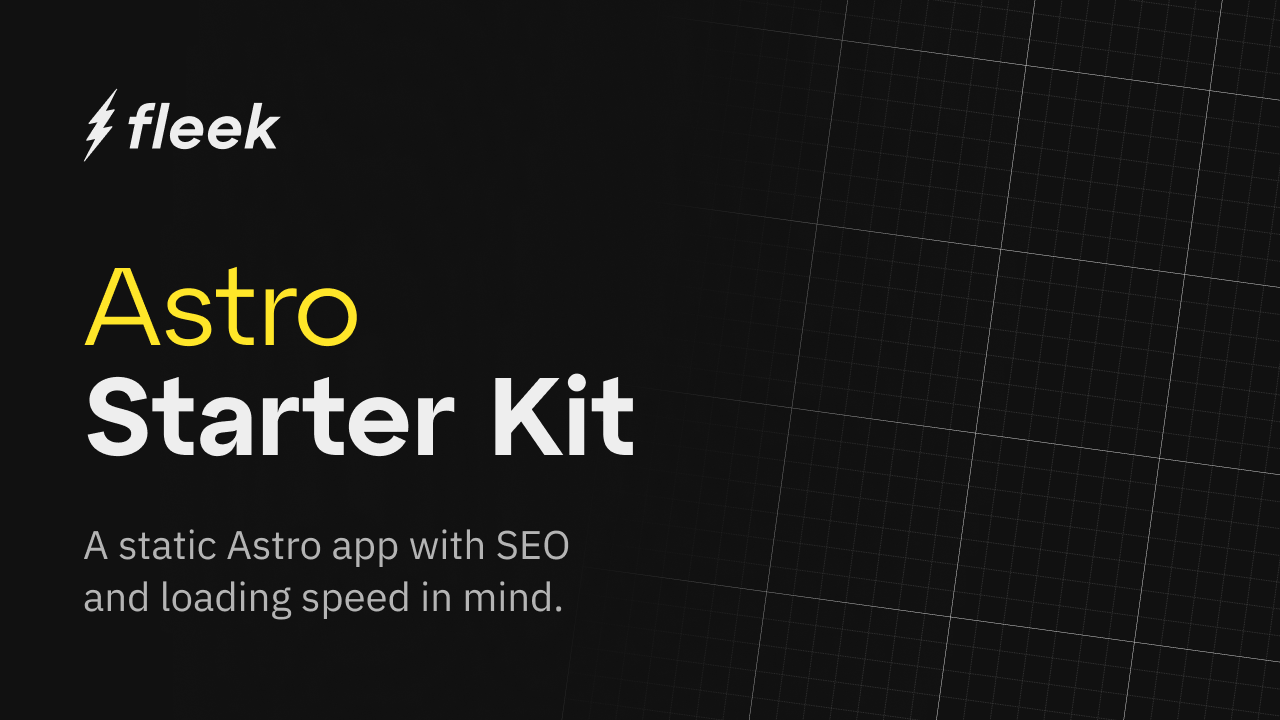 fleek
Astro
Starter Kit
A static Astro app with SEO
and loading speed in mind.